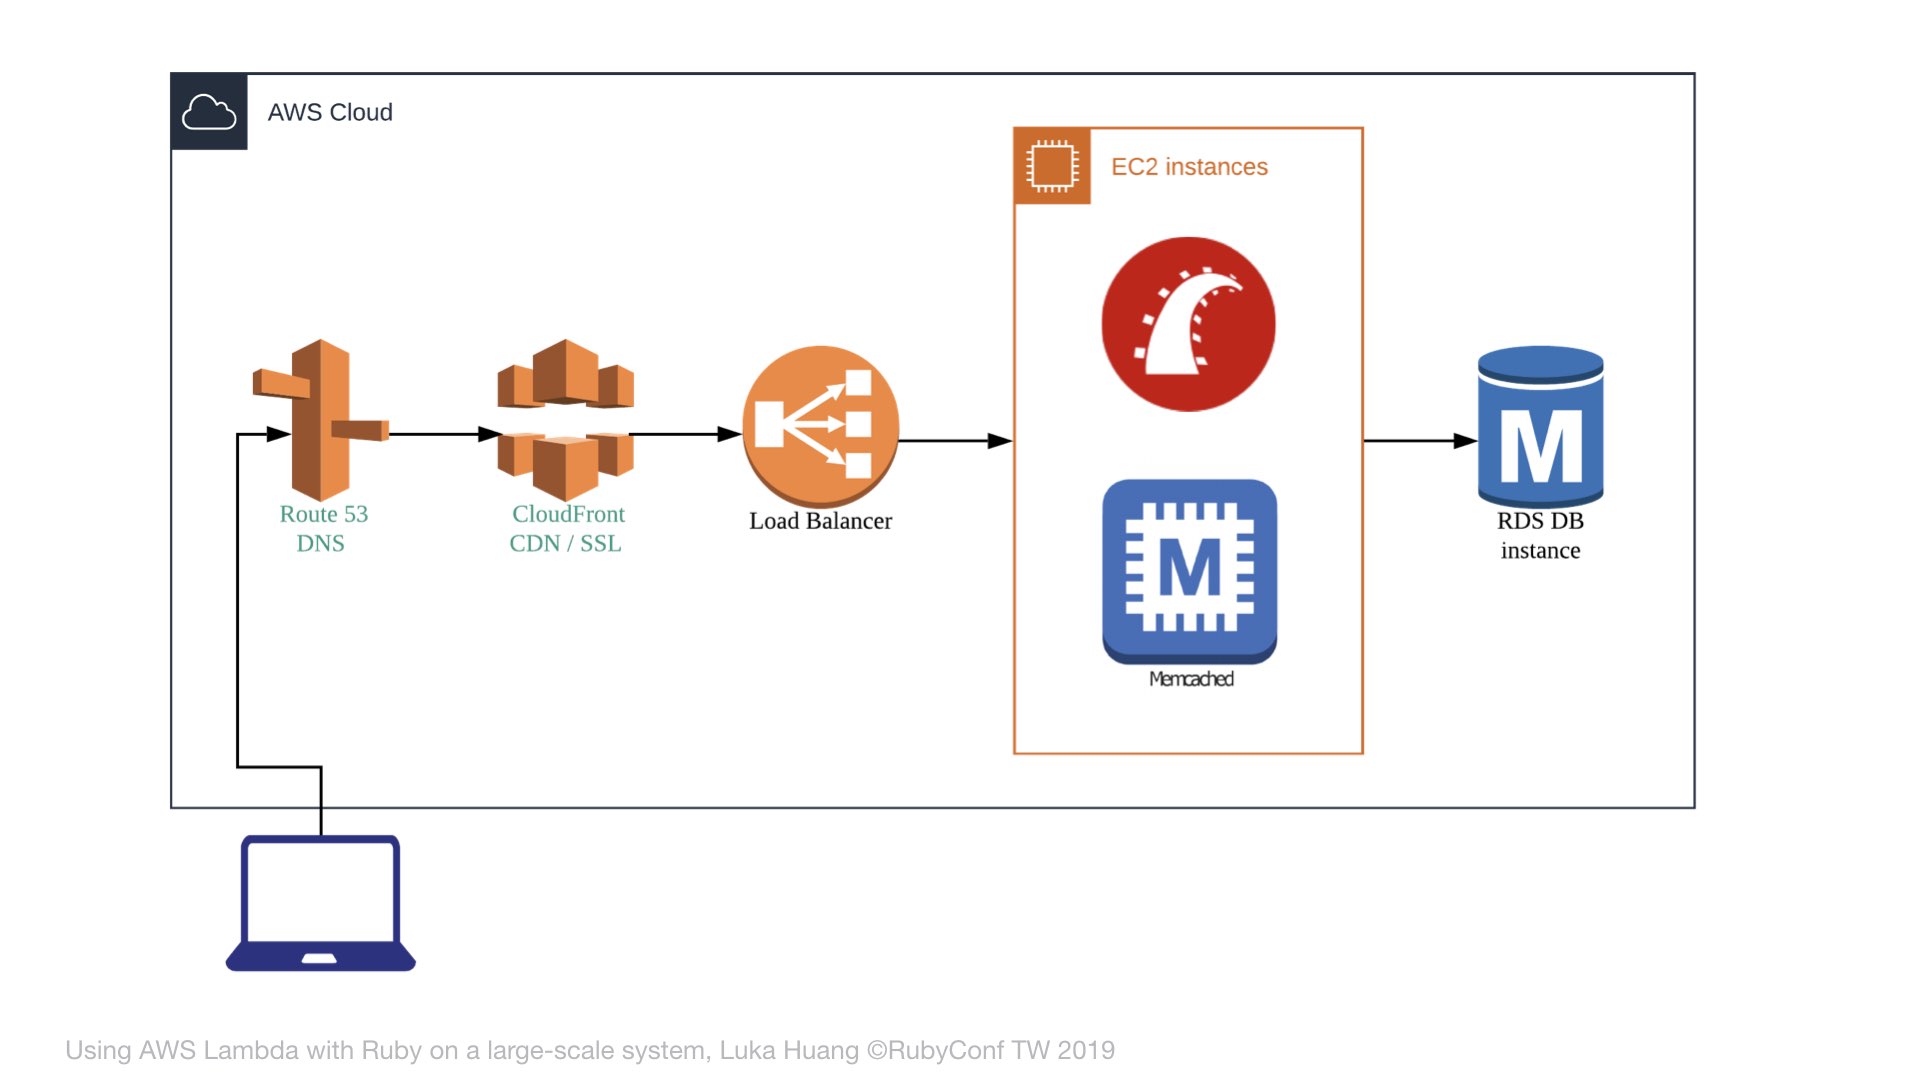 AWS Cloud
EC2 instances
Route 53
DNS
CloudFront
CDN / SSL
Load Balancer
M
Memcached
M
RDS DB
instance
Using AWS Lambda with Ruby on a large-scale system, Luka Huang ©RubyConf TW 2019